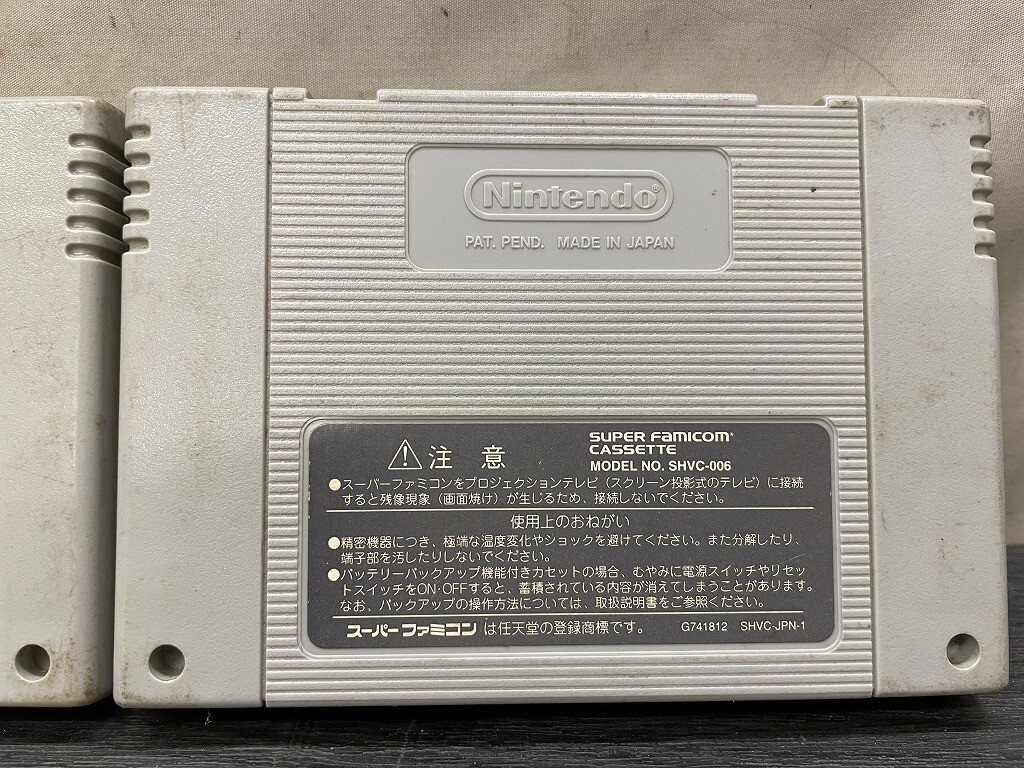 Nintendo®
PAT. PEND. MADE IN JAPAN
⚠注意
SUPER FAMICOM®
CASSETTE
MODEL NO. SHVC-006
●スーパーファミコンをプロジェクションテレビ(スクリーン投影式のテレビ)に接続
すると残像現象(画面焼け)が生じるため、接続しないでください。
使用上のおねがい
●精密機器につき、極端な温度変化やショックを避けてください。また分解したり、
端子部を汚したりしないでください。
●バッテリーバックアップ機能付きカセットの場合、むやみに電源スイッチやリセッ
トスイッチをON・OFFすると、蓄積されている内容が消えてしまうことがあります。
なお、バックアップの操作方法については、取扱説明書をご参照ください。
スーパーファミコンは任天堂の登録商標です。
G741812 SHVC-JPN-1